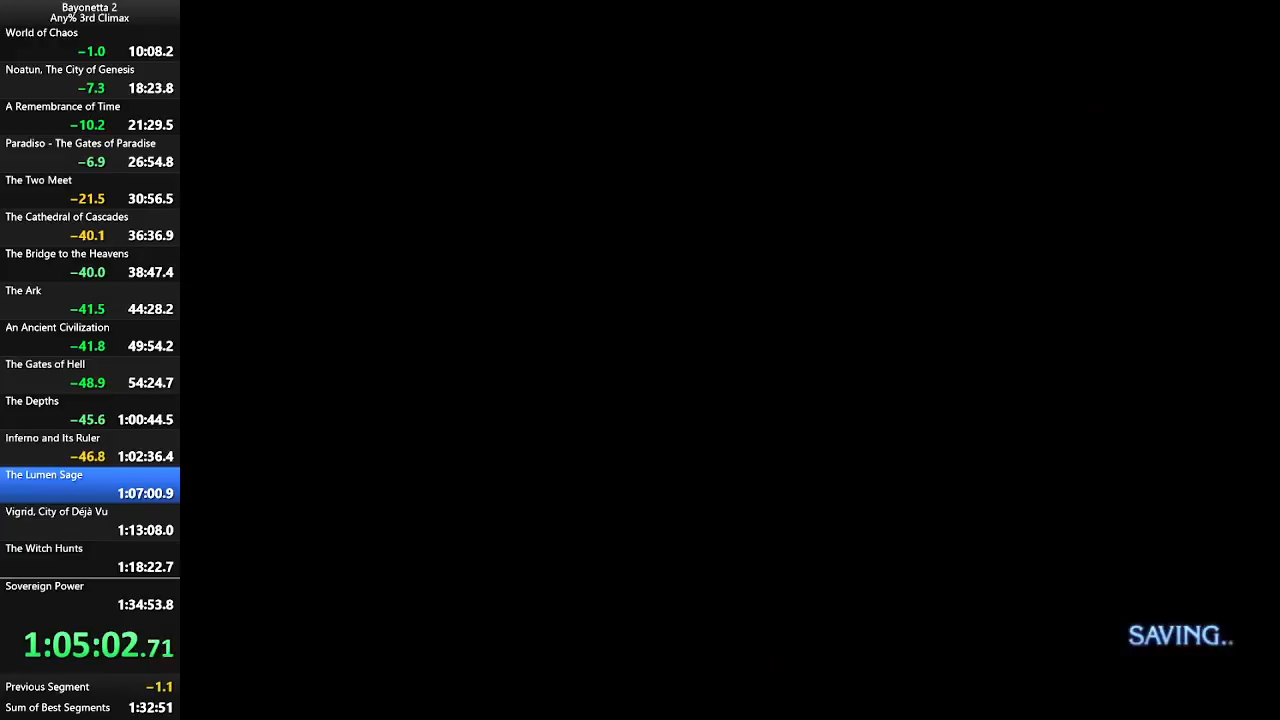 Bayonetta 2
Any% 3rd Climax
World of Chaos
−1.0 10:08.2
Noatun, The City of Genesis
−7.3 18:23.8
A Remembrance of Time
−10.2 21:29.5
Paradiso - The Gates of Paradise
−6.9 26:54.8
The Two Meet
−21.5 30:56.5
The Cathedral of Cascades
−40.1 36:36.9
The Bridge to the Heavens
−40.0 38:47.4
The Ark
−41.5 44:28.2
An Ancient Civilization
−41.8 49:54.2
The Gates of Hell
−48.9 54:24.7
The Depths
−45.6 1:00:44.5
Inferno and Its Ruler
−46.8 1:02:36.4
The Lumen Sage
1:07:00.9
Vigrid, City of Déjà Vu
1:13:08.0
The Witch Hunts
1:18:22.7
Sovereign Power
1:34:53.8
1:05:02.71
SAVING..
Previous Segment −1.1
Sum of Best Segments 1:32:51